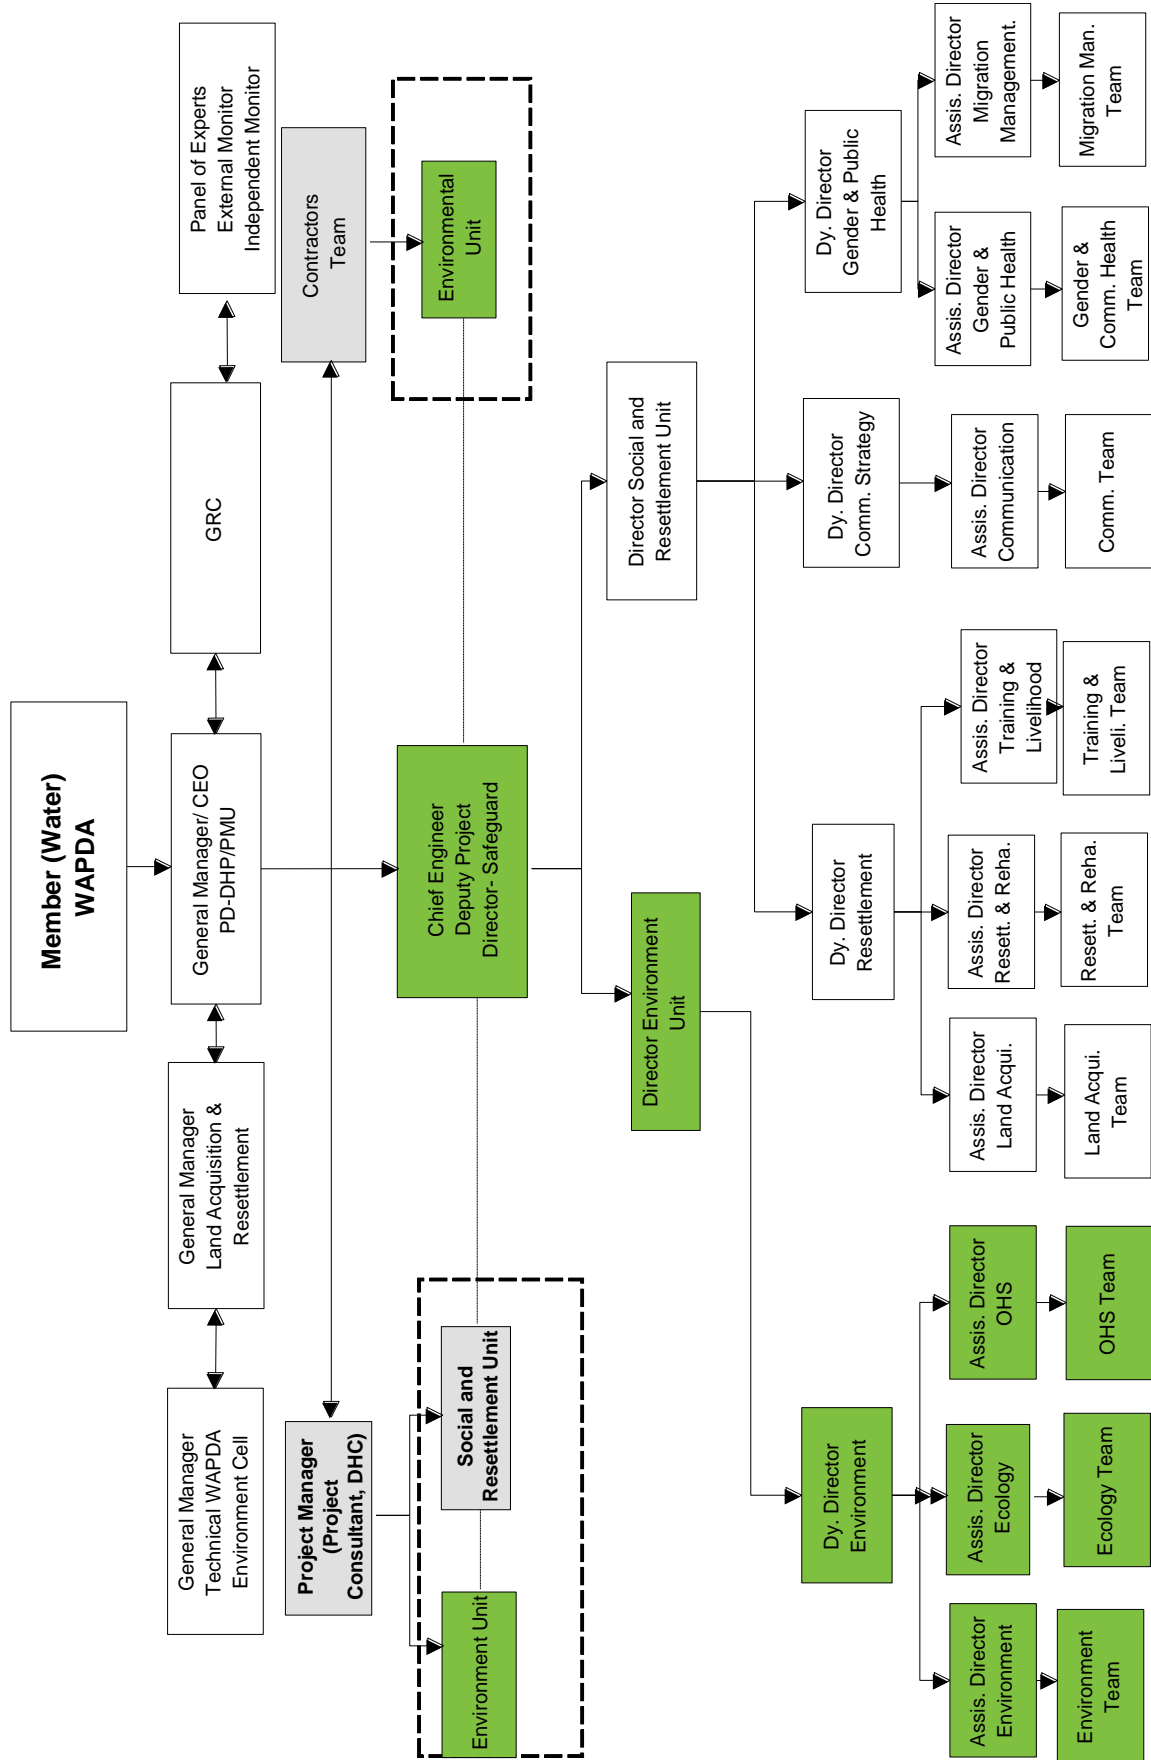 Member (Water)
WAPDA
General Manager
Technical WAPDA
Environment Cell
General Manager
Land Acquisition &
Resettlement
General Manager/ CEO
PD-DHP/PMU
GRC
Panel of Experts
External Monitor
Independent Monitor
Project Manager
(Project
Consultant, DHC)
Contractors
Team
Environment Unit
Social and
Resettlement Unit
Chief Engineer
Deputy Project
Director- Safeguard
Environmental
Unit
Director Environment
Unit
Director Social and
Resettlement Unit
Dy. Director
Environment
Dy. Director
Resettlement
Dy. Director
Comm. Strategy
Dy. Director
Gender & Public
Health
Assis. Director
Environment
Assis. Director
Ecology
Assis. Director
OHS
Assis. Director
Land Acqui.
Assis. Director
Resett. & Reha.
Assis. Director
Training &
Livelihood
Assis. Director
Communication
Assis. Director
Gender &
Public Health
Assis. Director
Migration
Management.
Environment
Team
Ecology Team
OHS Team
Land Acqui.
Team
Resett. & Reha.
Team
Training &
Liveli. Team
Comm. Team
Gender &
Comm. Health
Team
Migration Man.
Team